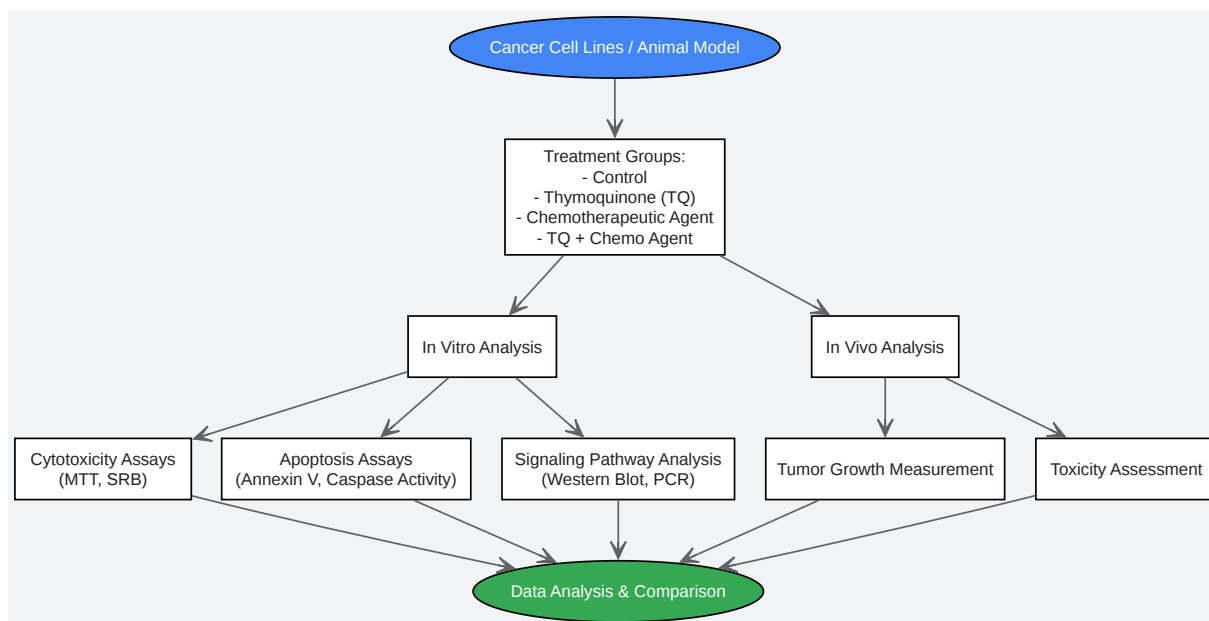 Cancer Cell Lines / Animal Model
Treatment Groups:
- Control
- Thymoquinone (TQ)
- Chemotherapeutic Agent
- TQ + Chemo Agent
In Vitro Analysis
In Vivo Analysis
Cytotoxicity Assays
(MTT, SRB)
Apoptosis Assays
(Annexin V, Caspase Activity)
Signaling Pathway Analysis
(Western Blot, PCR)
Tumor Growth Measurement
Toxicity Assessment
Data Analysis & Comparison